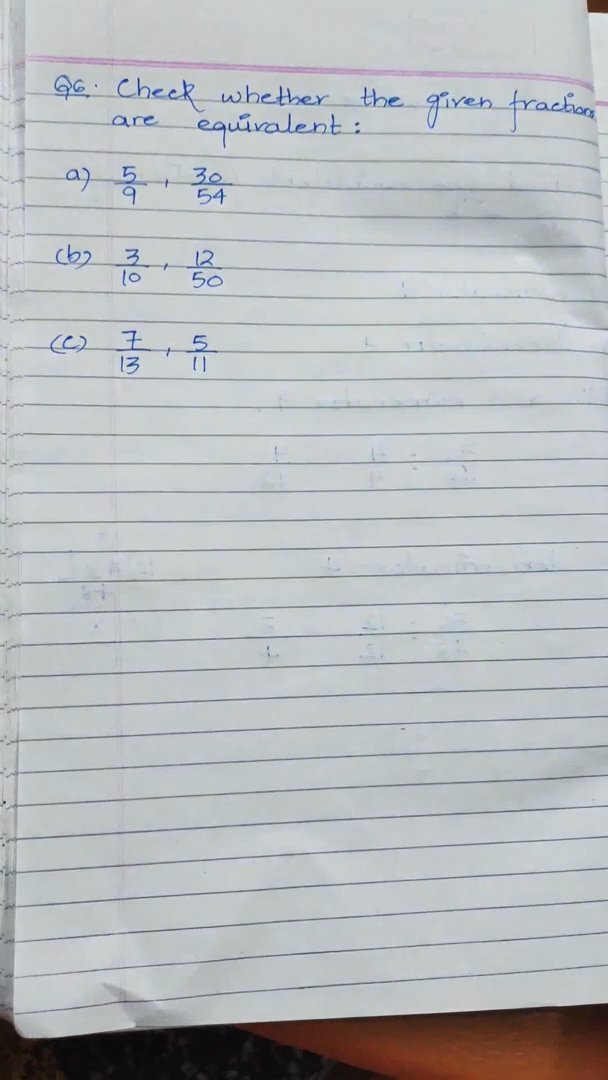 Q6. Check whether the given fractions
are equivalent :
a) 5/9 , 30/54
(b) 3/10 , 12/50
(c) 7/13 , 5/11